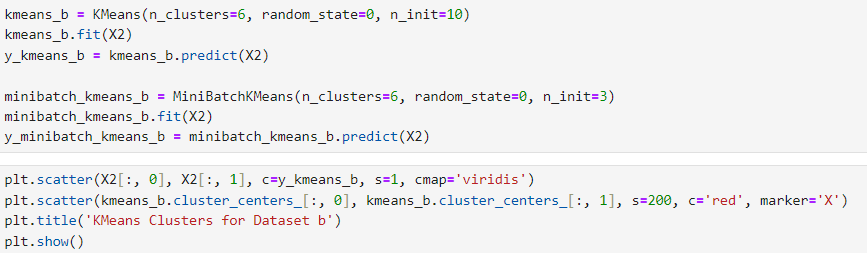 kmeans_b = KMeans(n_clusters=6, random_state=0, n_init=10)
kmeans_b.fit(X2)
y_kmeans_b = kmeans_b.predict(X2)

minibatch_kmeans_b = MiniBatchKMeans(n_clusters=6, random_state=0, n_init=3)
minibatch_kmeans_b.fit(X2)
y_minibatch_kmeans_b = minibatch_kmeans_b.predict(X2)

plt.scatter(X2[:, 0], X2[:, 1], c=y_kmeans_b, s=1, cmap='viridis')
plt.scatter(kmeans_b.cluster_centers_[:, 0], kmeans_b.cluster_centers_[:, 1], s=200, c='red', marker='X')
plt.title('KMeans Clusters for Dataset b')
plt.show()